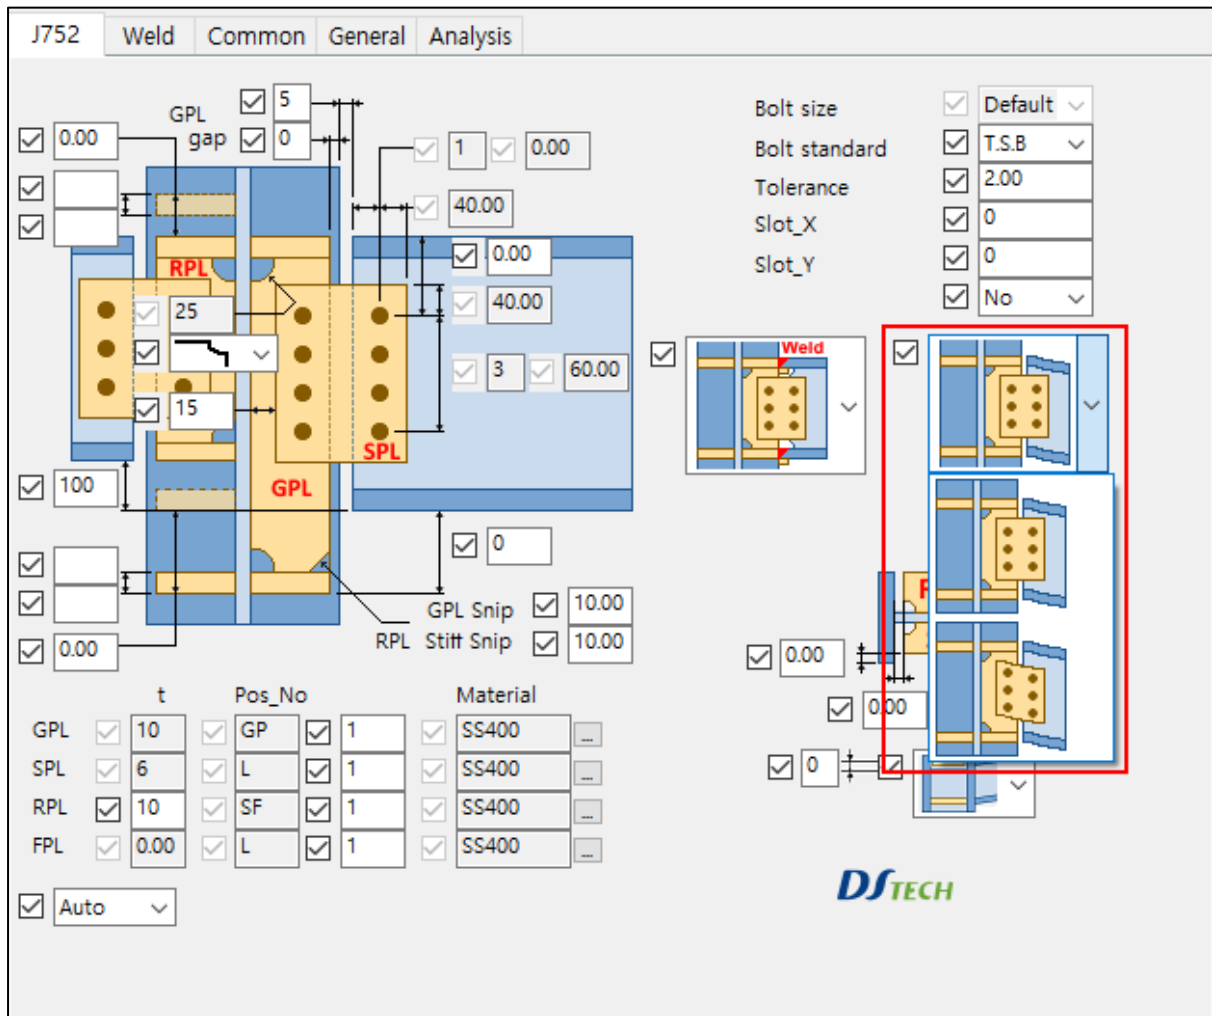 J752 Weld Common General Analysis
GPL 5
0.00 gap 0
1 0.00
40.00
Bolt size Default
Bolt standard T.S.B
Tolerance 2.00
Slot_X 0
Slot_Y 0
No
RPL 0.00
25 40.00
3 60.00
15
SPL
GPL
Weld
100
0
GPL Snip 10.00
RPL Stiff Snip 10.00
0.00
0.00
0.00
0
t Pos_No Material
GPL 10 GP 1 SS400 ...
SPL 6 L 1 SS400 ...
RPL 10 SF 1 SS400 ...
FPL 0.00 L 1 SS400 ...
Auto
DSTECH